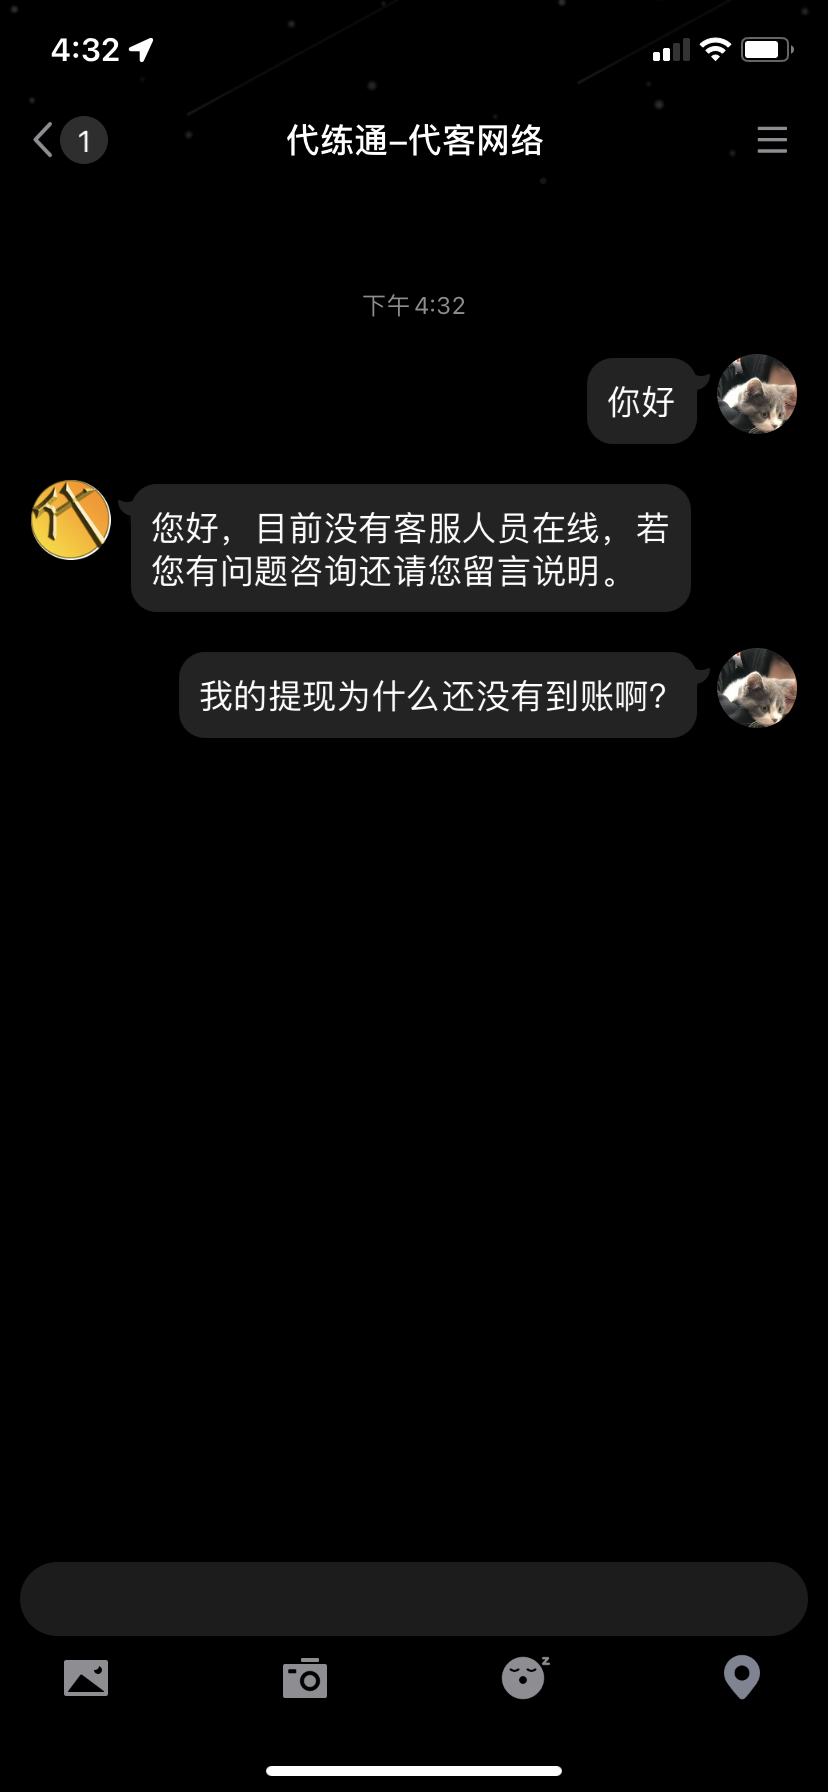 4:32
1
代练通–代客网络
下午4:32
你好
您好，目前没有客服人员在线，若
您有问题咨询还请您留言说明。
我的提现为什么还没有到账啊?
z